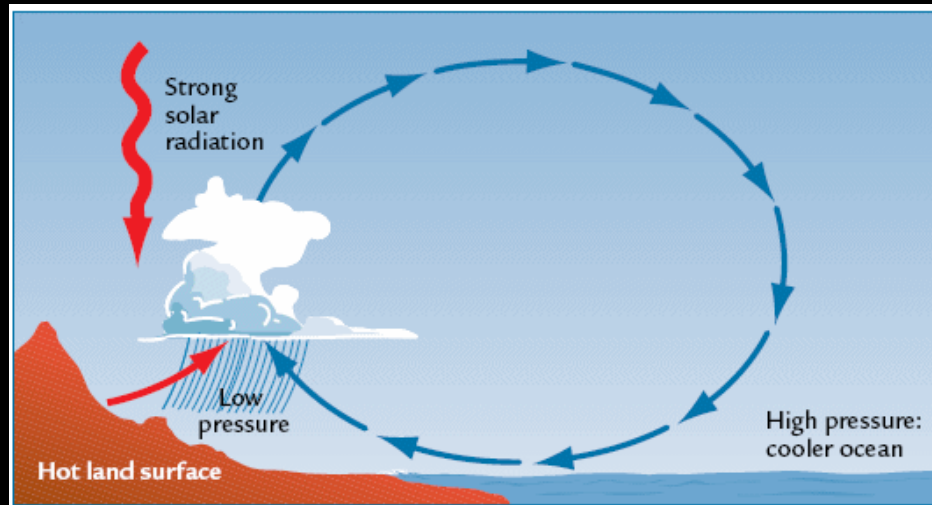 Strong
solar
radiation
Low
pressure
High pressure:
cooler ocean
Hot land surface